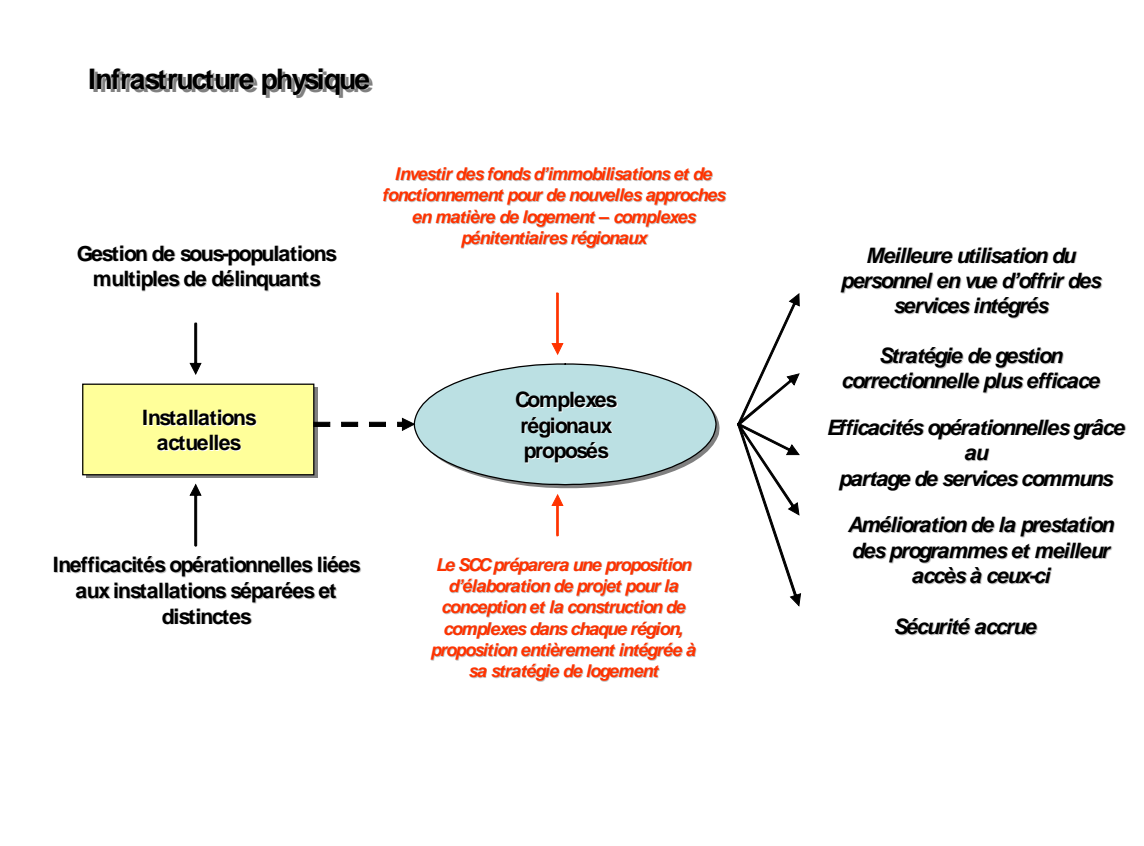 Infrastructure physique
Investir des fonds d’immobilisations et de
fonctionnement pour de nouvelles approches
en matière de logement – complexes
pénitentiaires régionaux
Gestion de sous-populations
multiples de délinquants
Installations
actuelles
Inefficacités opérationnelles liées
aux installations séparées et
distinctes
Complexes
régionaux
proposés
Le SCC préparera une proposition
d’élaboration de projet pour la
conception et la construction de
complexes dans chaque région,
proposition entièrement intégrée à
sa stratégie de logement
Meilleure utilisation du
personnel en vue d’offrir des
services intégrés
Stratégie de gestion
correctionnelle plus efficace
Efficacités opérationnelles grâce
au
partage de services communs
Amélioration de la prestation
des programmes et meilleur
accès à ceux-ci
Sécurité accrue